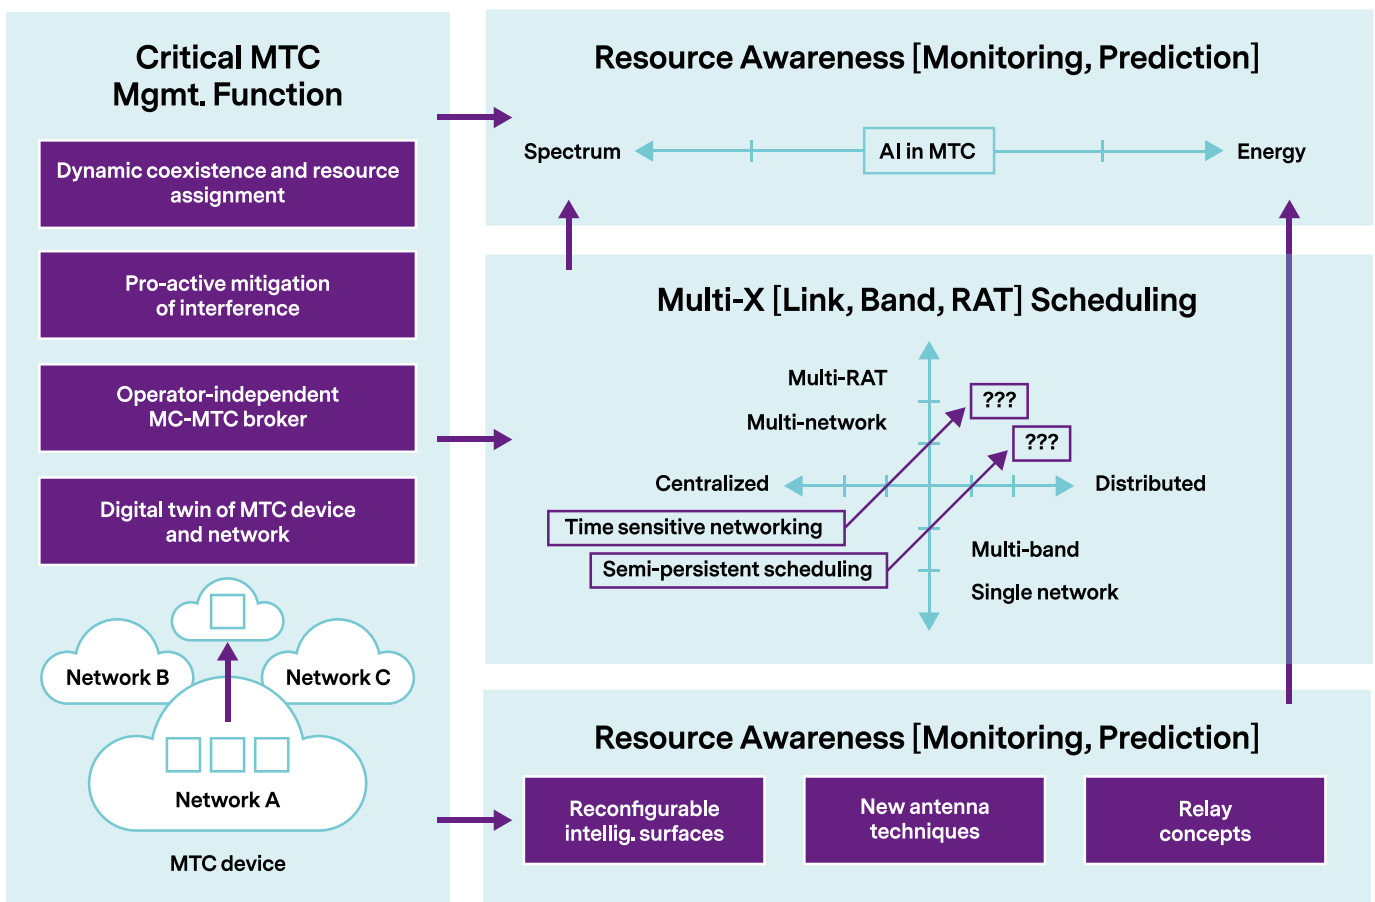 Critical MTC
Mgmt. Function
Dynamic coexistence and resource
assignment
Pro-active mitigation
of interference
Operator-independent
MC-MTC broker
Digital twin of MTC device
and network
Network B
Network C
Network A
MTC device
Resource Awareness [Monitoring, Prediction]
Spectrum
AI in MTC
Energy
Multi-X [Link, Band, RAT] Scheduling
Multi-RAT
???
Multi-network
???
Centralized
Distributed
Time sensitive networking
Multi-band
Semi-persistent scheduling
Single network
Resource Awareness [Monitoring, Prediction]
Reconfigurable
intellig. surfaces
New antenna
techniques
Relay
concepts